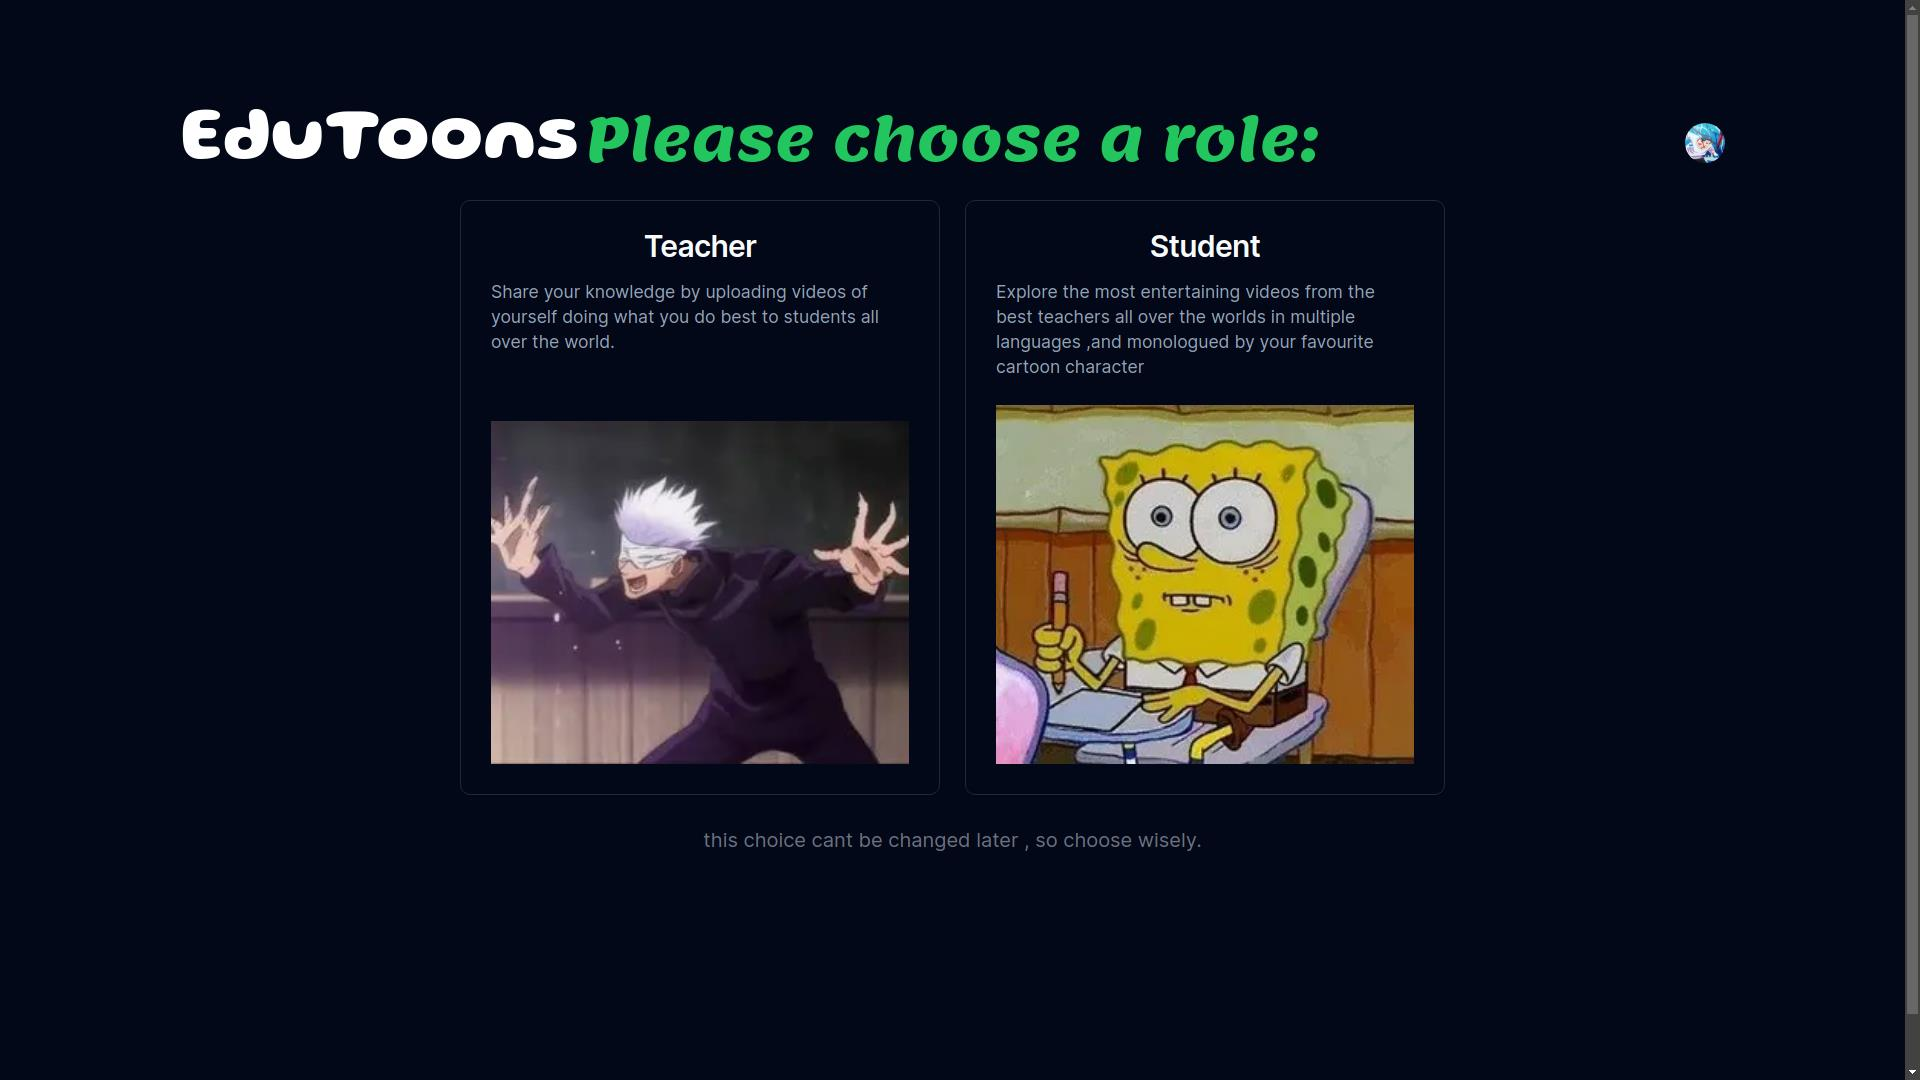 EduToons Please choose a role:
Teacher
Share your knowledge by uploading videos of
yourself doing what you do best to students all
over the world.
Student
Explore the most entertaining videos from the
best teachers all over the worlds in multiple
languages ,and monologued by your favourite
cartoon character
this choice cant be changed later , so choose wisely.